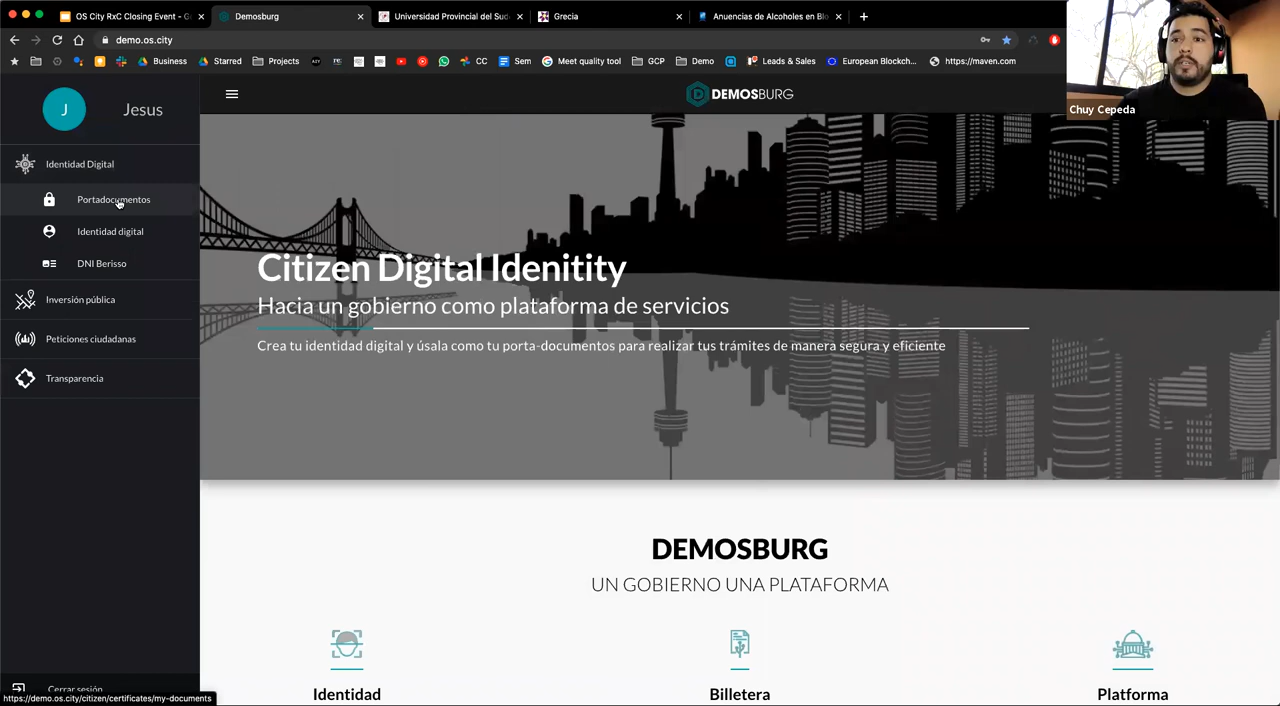 OS City RxC Closing Event - G
Demosburg
Universidad Provincial del Sud
Grecia
Anuencias de Alcoholes en Blo
demo.os.city
Business
Starred
Projects
Sem
Meet quality tool
GCP
Demo
Leads & Sales
European Blockch...
https://maven.com
Chuy Cepeda
J
Jesus
DEMOSBURG
Identidad Digital
Portadocumentos
Identidad digital
DNI Berisso
Inversión pública
Peticiones ciudadanas
Transparencia
Cerrar sesión
https://demo.os.city/citizen/certificates/my-documents
Citizen Digital Idenitity
Hacia un gobierno como plataforma de servicios
Crea tu identidad digital y úsala como tu porta-documentos para realizar tus trámites de manera segura y eficiente
DEMOSBURG
UN GOBIERNO UNA PLATAFORMA
Identidad
Billetera
Platforma